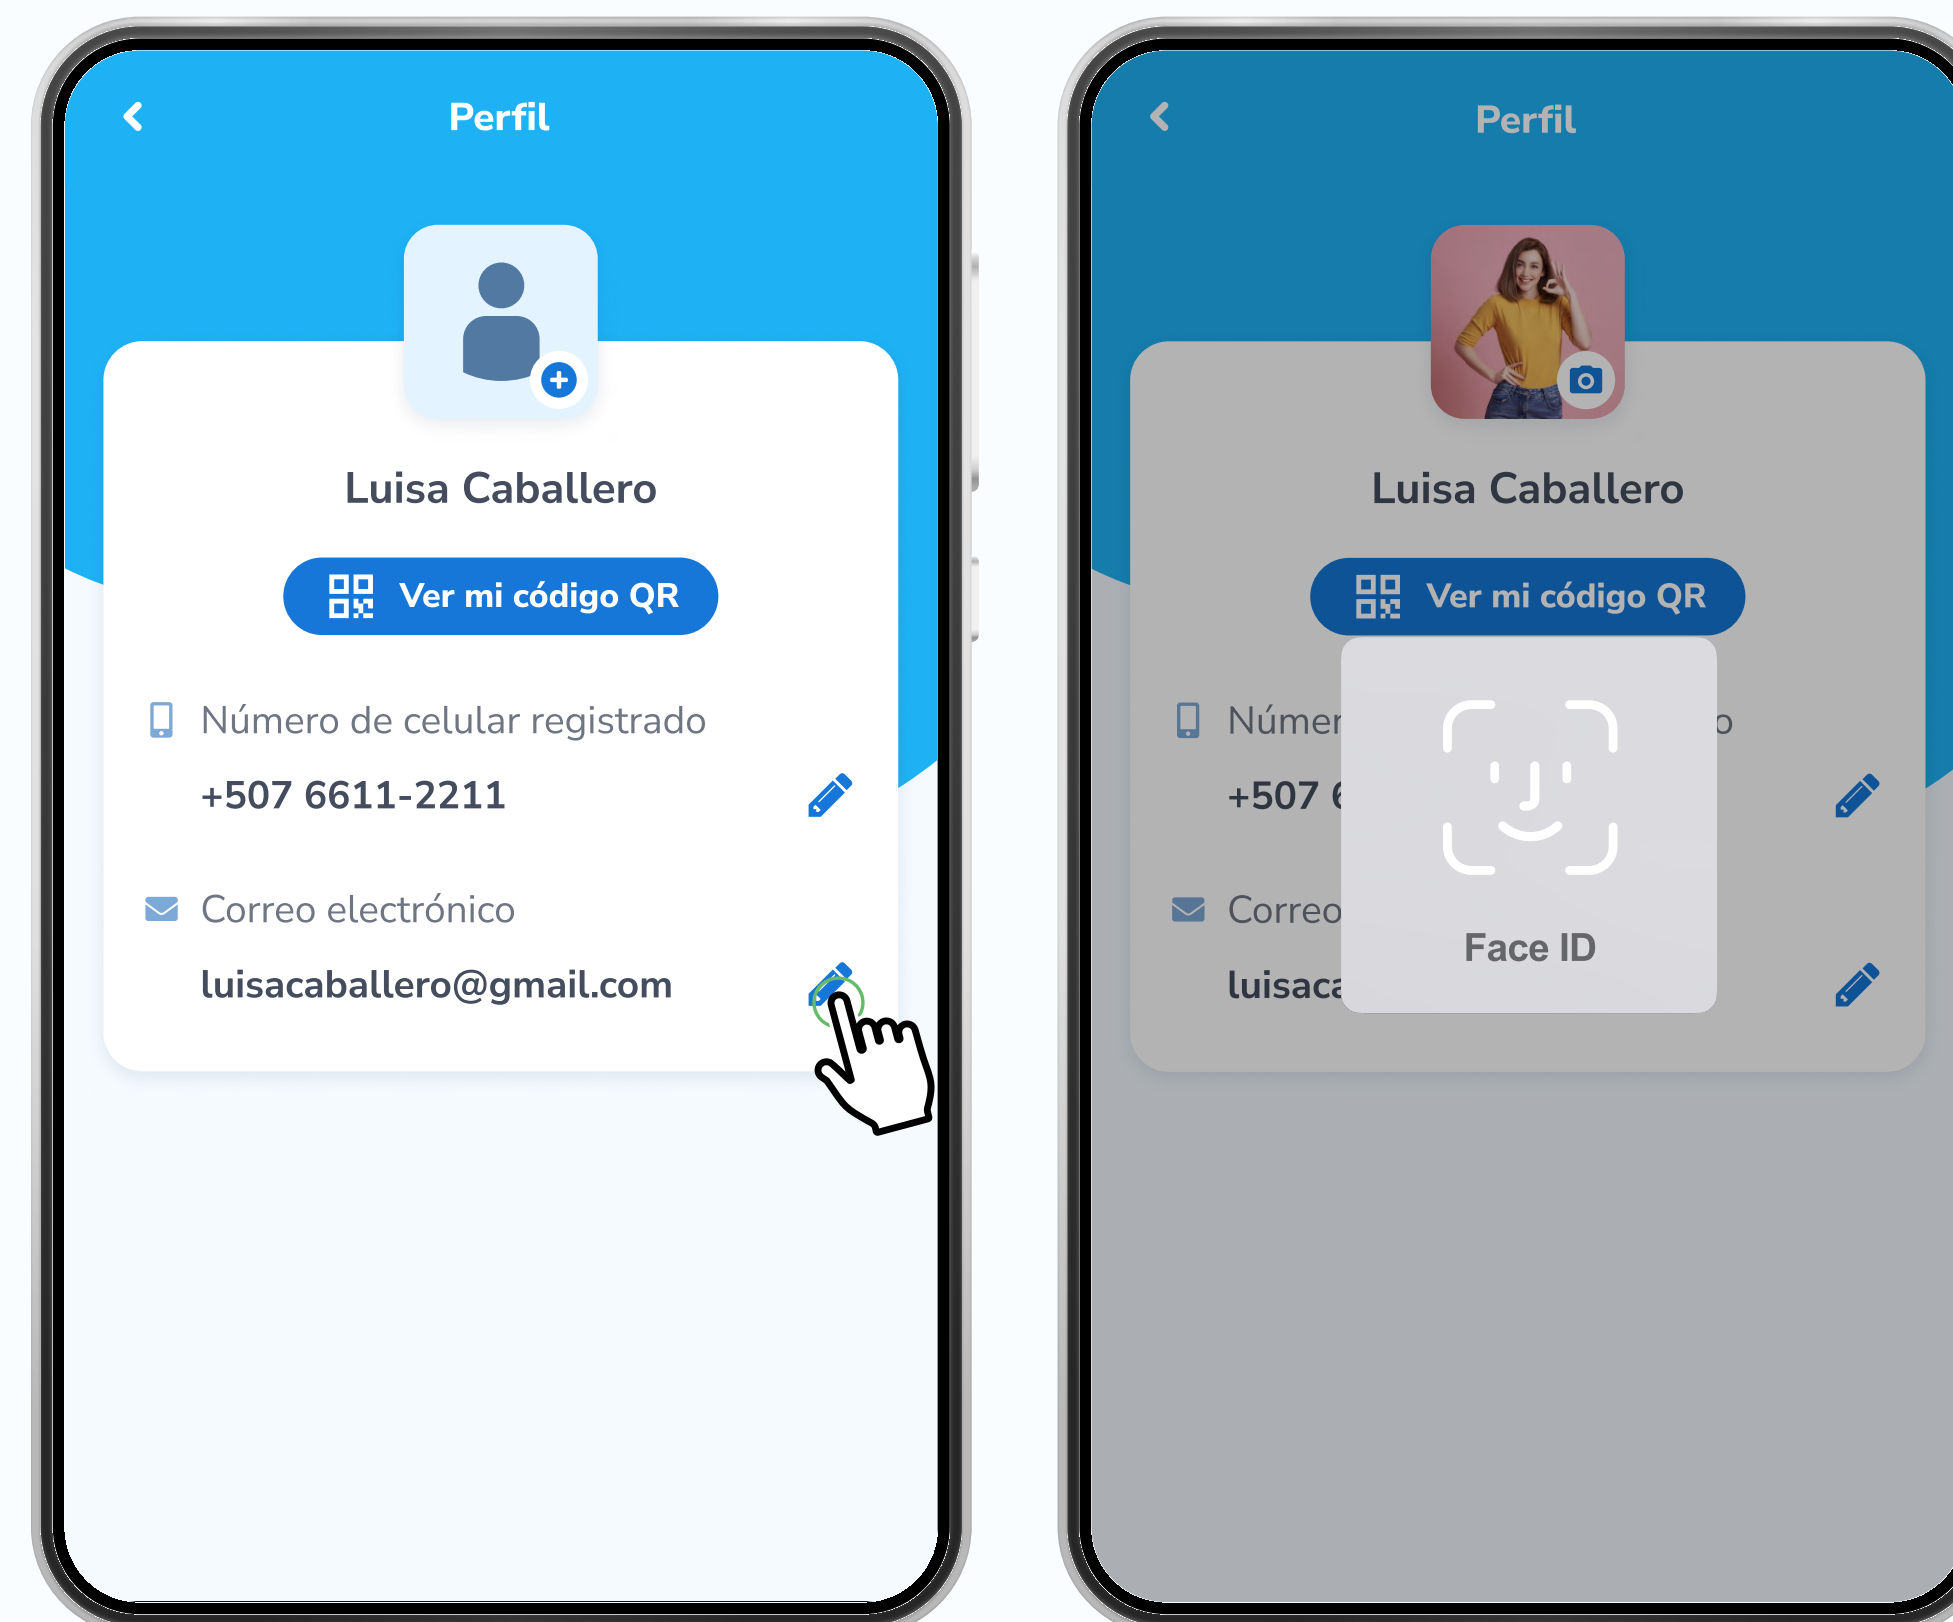 Perfil
Luisa Caballero
Ver mi código QR
Número de celular registrado
+507 6611-2211
Correo electrónico
luisacaballero@gmail.com
Perfil
Luisa Caballero
Ver mi código QR
Númer o
+507 6
Correo
luisaca
Face ID